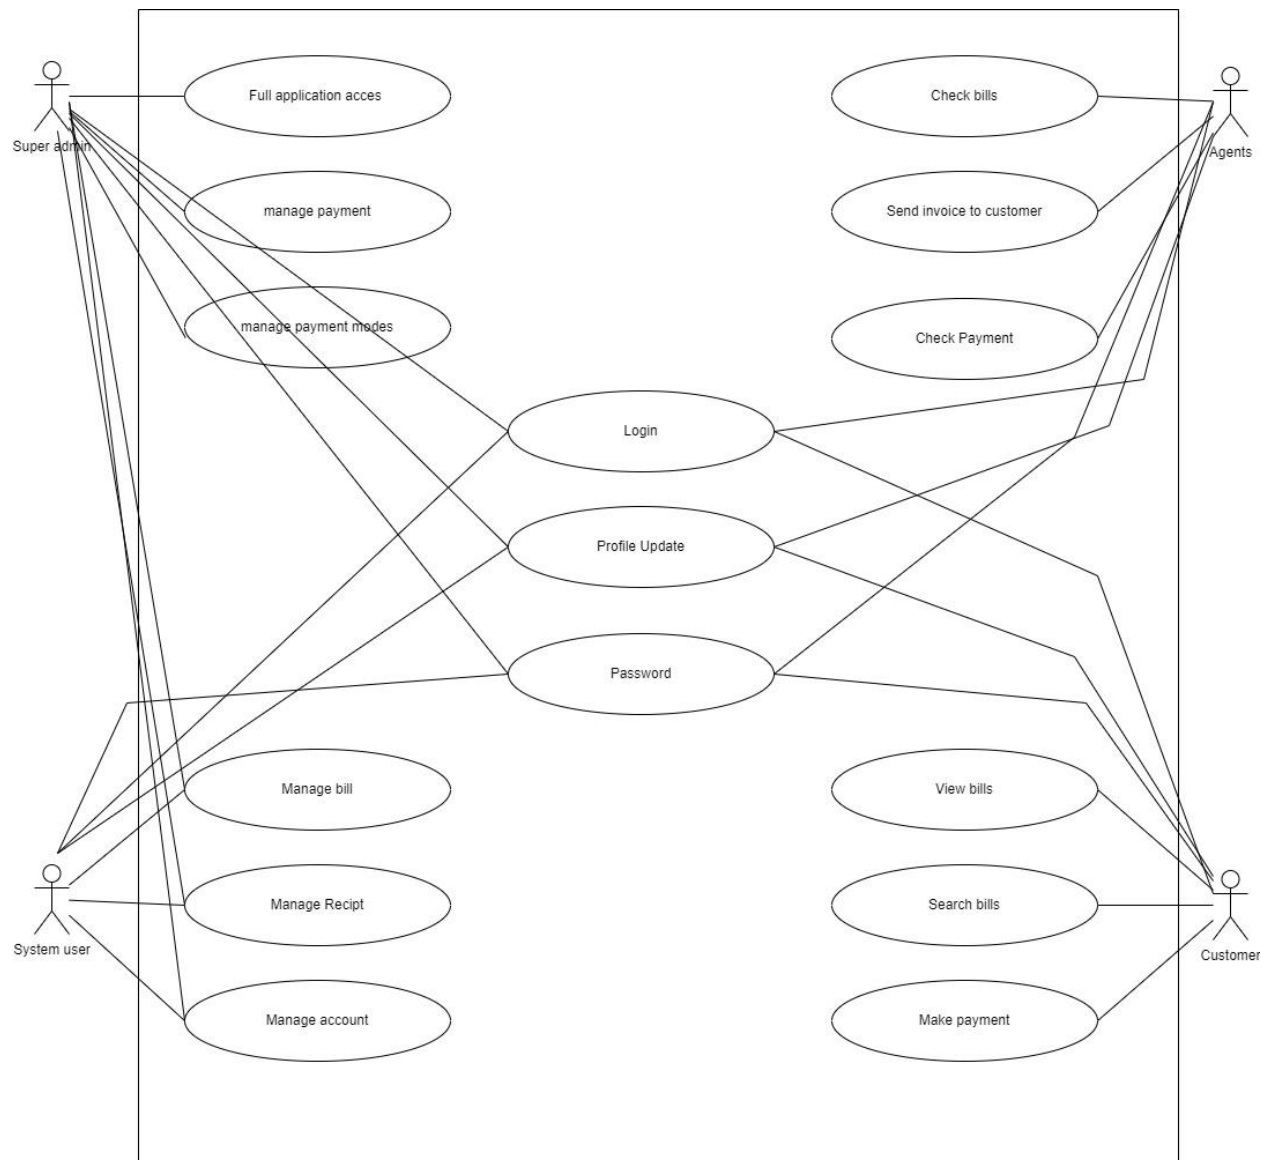 Full application acces
Check bills
Super admin
Agents
manage payment
Send invoice to customer
manage payment modes
Check Payment
Login
Profile Update
Password
Manage bill
View bills
Manage Recipt
Search bills
System user
Customer
Manage account
Make payment